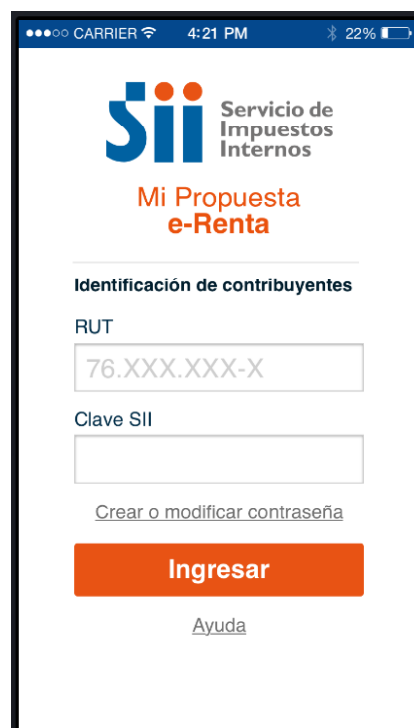 CARRIER 4:21 PM 22%
Sii Servicio de
Impuestos
Internos
Mi Propuesta
e-Renta
Identificación de contribuyentes
RUT
76.XXX.XXX-X
Clave SII
Crear o modificar contraseña
Ingresar
Ayuda